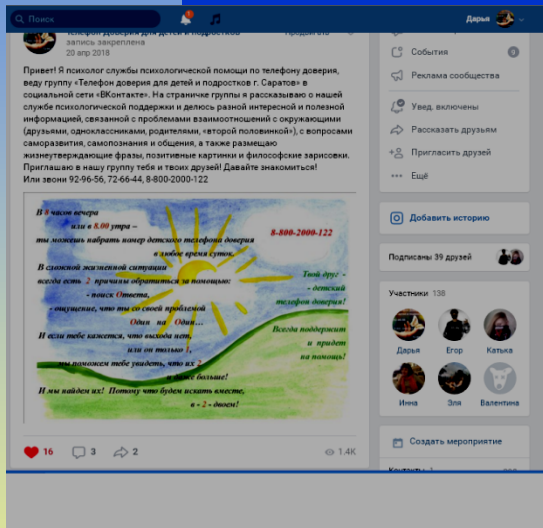 Поиск
Дарья
Телефон доверия для детей и подростков
запись закреплена
20 апр 2018
Привет! Я психолог службы психологической помощи по телефону доверия,
веду группу «Телефон доверия для детей и подростков г. Саратов» в
социальной сети «ВКонтакте». На страничке группы я рассказываю о нашей
службе психологической поддержки и делюсь разной интересной и полезной
информацией, связанной с проблемами взаимоотношений с окружающими
(друзьями, одноклассниками, родителями, «второй половинкой»), с вопросами
саморазвития, самопознания и общения, а также размещаю
жизнеутверждающие фразы, позитивные картинки и философские зарисовки.
Приглашаю в нашу группу тебя и твоих друзей! Давайте знакомиться!
Или звони 92-96-56, 72-66-44, 8-800-2000-122
В 8 часов вечера
или в 8.00 утра –
ты можешь набрать номер детского телефона доверия
в любое время суток.
В сложной жизненной ситуации
всегда есть 2 причины обратиться за помощью:
- поиск Ответа,
- ощущение, что ты со своей проблемой
Один на Один...
И если тебе кажется, что выхода нет,
или он только 1,
мы поможем тебе увидеть, что их 2
и даже больше!
И мы найдем их! Потому что будем искать вместе,
в - 2 - двоем!
8-800-2000-122
Твой друг -
- детский
телефон доверия!
Всегда поддержит
и придет
на помощь!
16
3
2
1.4K
События 0
Реклама сообщества
Увед. включены
Рассказать друзьям
Пригласить друзей
Ещё
Добавить историю
Подписаны 39 друзей
Участники 138
Дарья Егор Катька
Инна Эля Валентина
Создать мероприятие